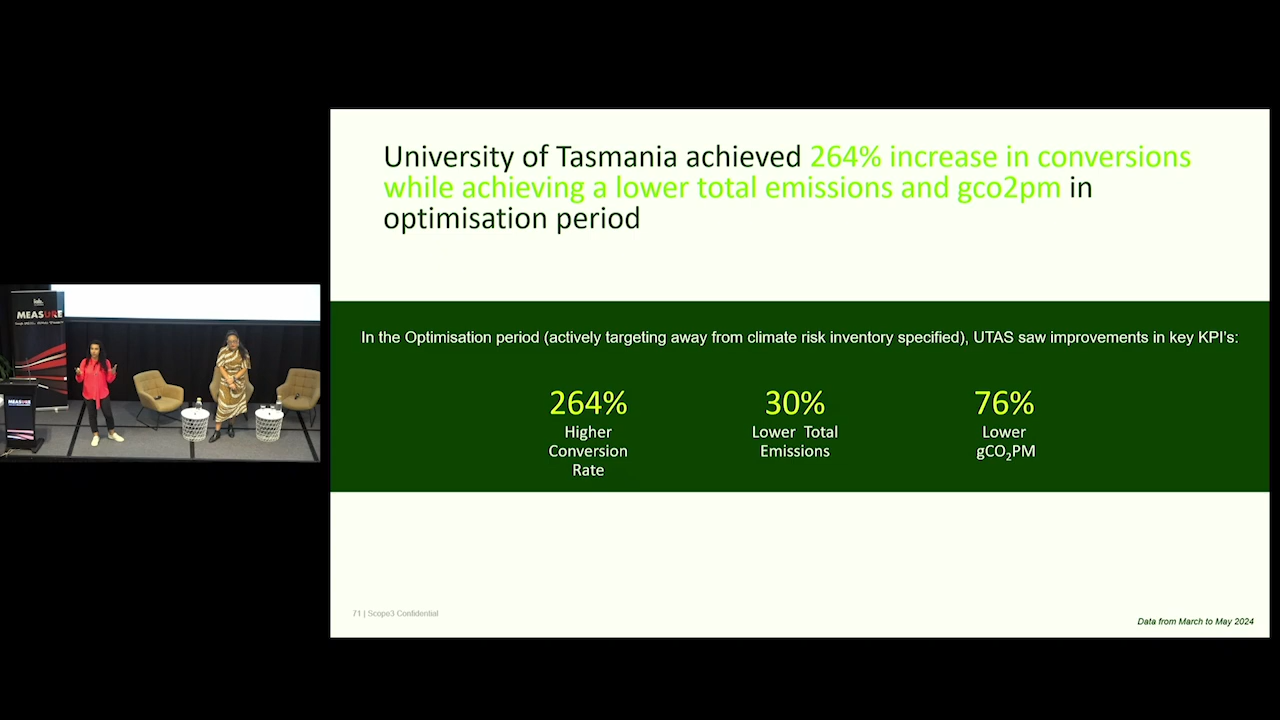 University of Tasmania achieved 264% increase in conversions
while achieving a lower total emissions and gco2pm in
optimisation period
In the Optimisation period (actively targeting away from climate risk inventory specified), UTAS saw improvements in key KPI's:
264%
Higher
Conversion
Rate
30%
Lower Total
Emissions
76%
Lower
gCO₂PM
71 | Scope3 Confidential
Data from March to May 2024
iab.
MEASURE
MEASURE